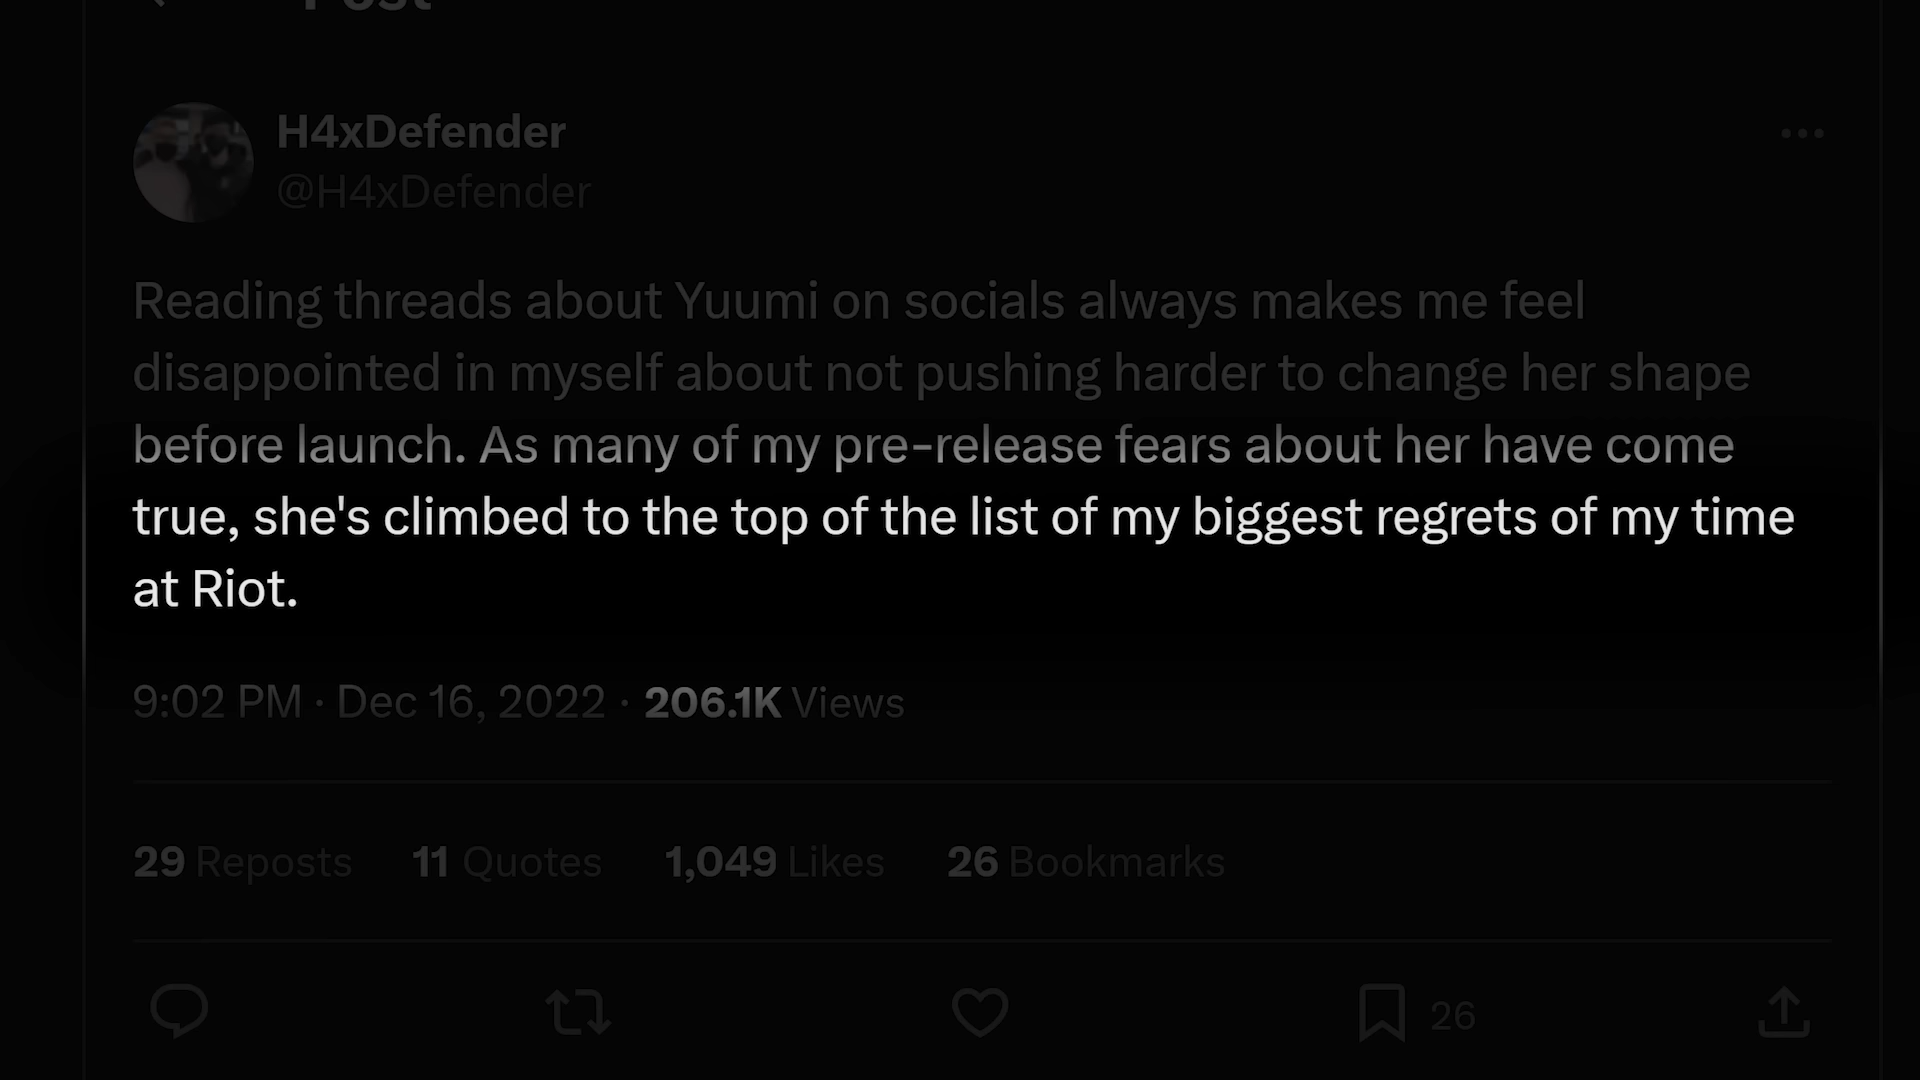 Post
H4xDefender
@H4xDefender
Reading threads about Yuumi on socials always makes me feel
disappointed in myself about not pushing harder to change her shape
before launch. As many of my pre-release fears about her have come
true, she's climbed to the top of the list of my biggest regrets of my time
at Riot.
9:02 PM · Dec 16, 2022 · 206.1K Views
29 Reposts 11 Quotes 1,049 Likes 26 Bookmarks
26